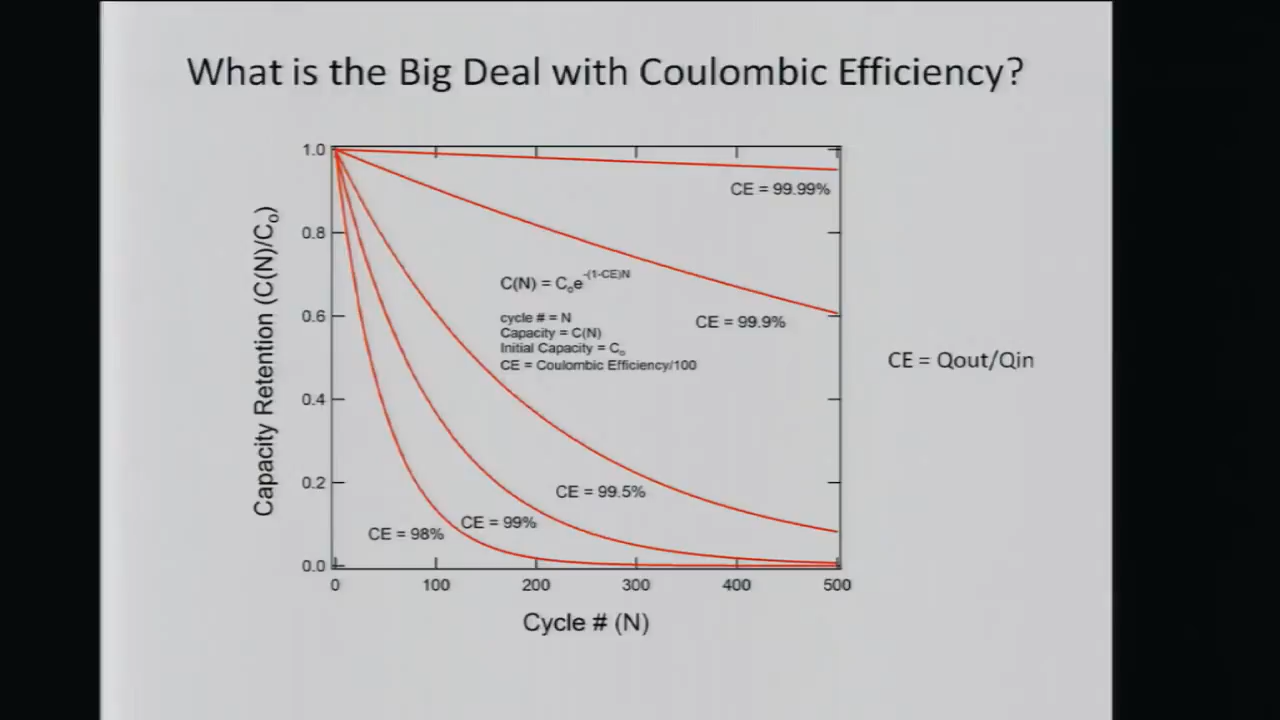 What is the Big Deal with Coulombic Efficiency?
1.0
0.8
0.6
0.4
0.2
0.0
Capacity Retention (C(N)/Co)
CE = 99.99%
C(N) = Coe-(1-CE)N
cycle # = N
Capacity = C(N)
Initial Capacity = Co
CE = Coulombic Efficiency/100
CE = 99.9%
CE = Qout/Qin
CE = 99.5%
CE = 99%
CE = 98%
0 100 200 300 400 500
Cycle # (N)